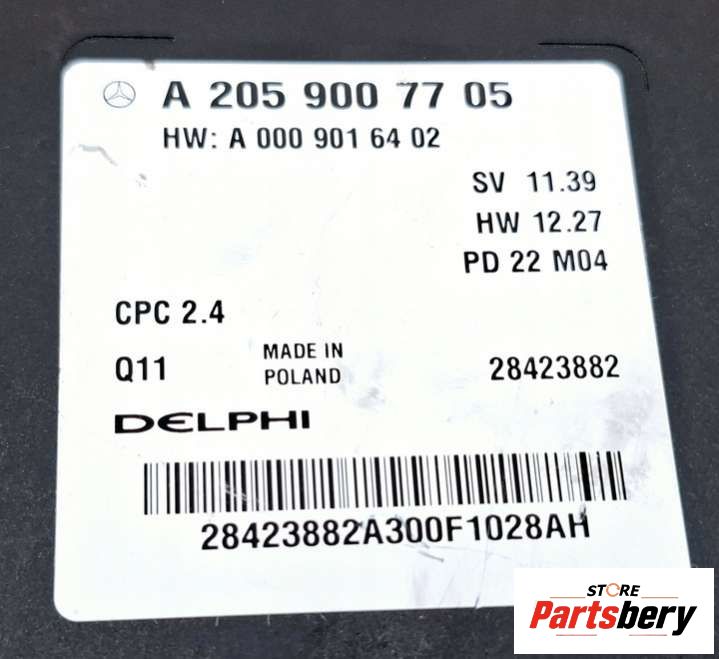 A 205 900 77 05
HW: A 000 901 64 02
SV 11.39
HW 12.27
PD 22 M04
CPC 2.4
Q11
MADE IN
POLAND
28423882
DELPHI
28423882A300F1028AH
STORE
Partsbery